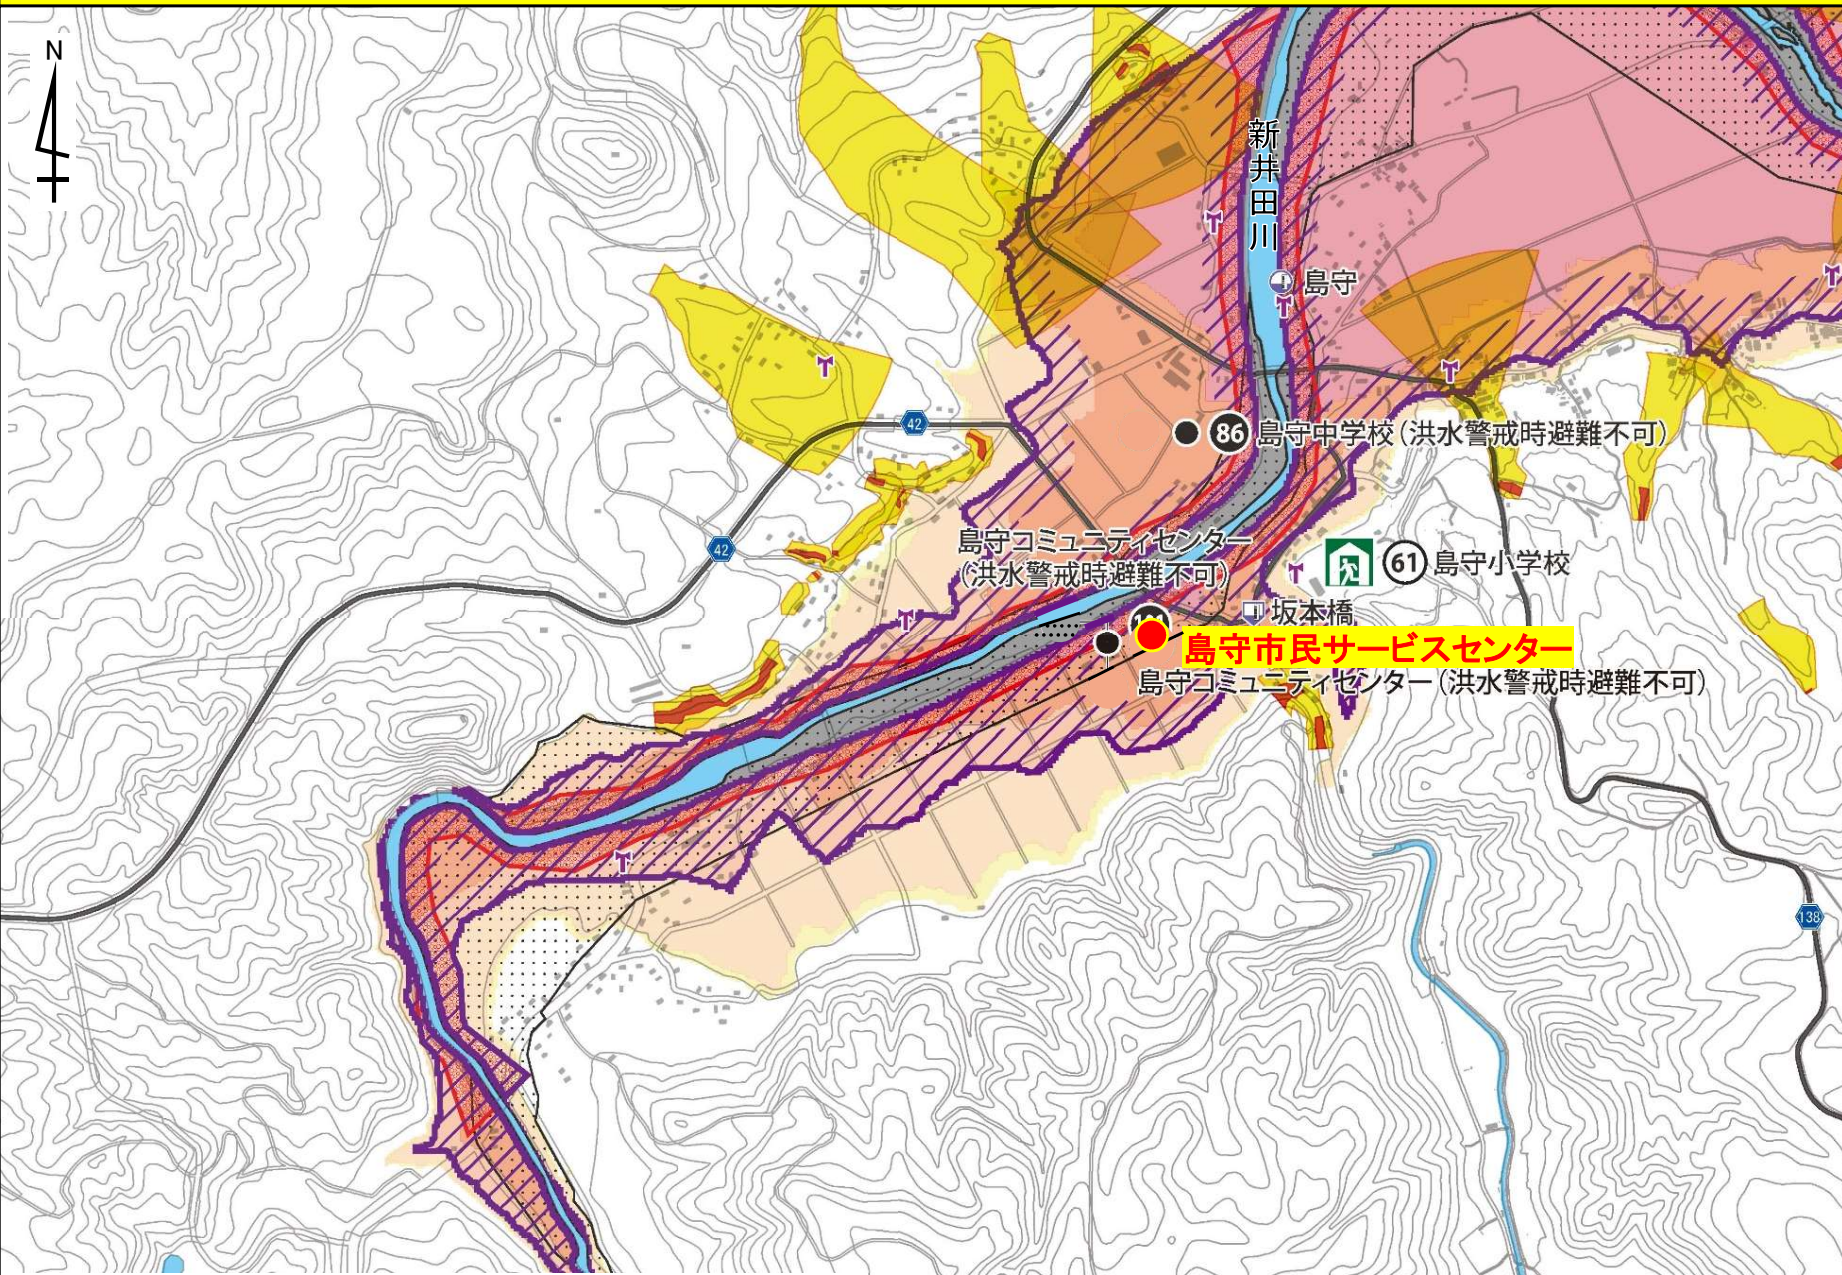 N
新井田川
島守
42
86 島守中学校(洪水警戒時避難不可)
42
島守コミュニティセンター
(洪水警戒時避難不可)
61 島守小学校
坂本橋
島守市民サービスセンター
島守コミュニティセンター(洪水警戒時避難不可)
138